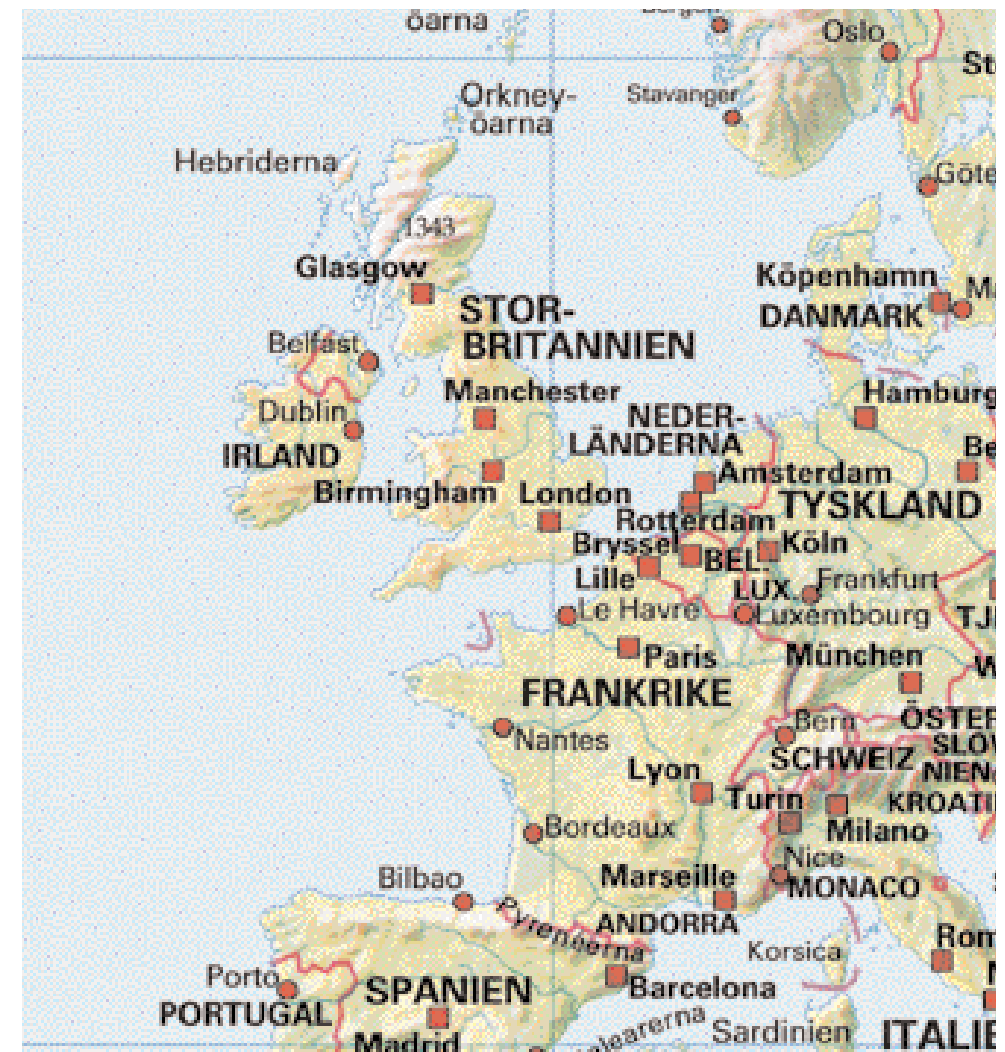 öarna
Oslo
Orkney-
öarna
Stavanger
Hebriderna
1343
Glasgow
Köpenhamn
STOR-
BRITANNIEN
DANMARK
Belfast
Manchester
Hamburg
Dublin
NEDER-
LÄNDERNA
IRLAND
Amsterdam
Birmingham
London
TYSKLAND
Rotterdam
Bryssel
BEL.
Köln
Lille
LUX.
Frankfurt
Le Havre
Luxembourg
Paris
München
FRANKRIKE
Bern
Nantes
SCHWEIZ
Lyon
Turin
Milano
Bordeaux
Nice
Bilbao
Marseille
MONACO
ANDORRA
Pyrenéerna
Korsica
Porto
SPANIEN
Barcelona
PORTUGAL
Sardinien
Madrid